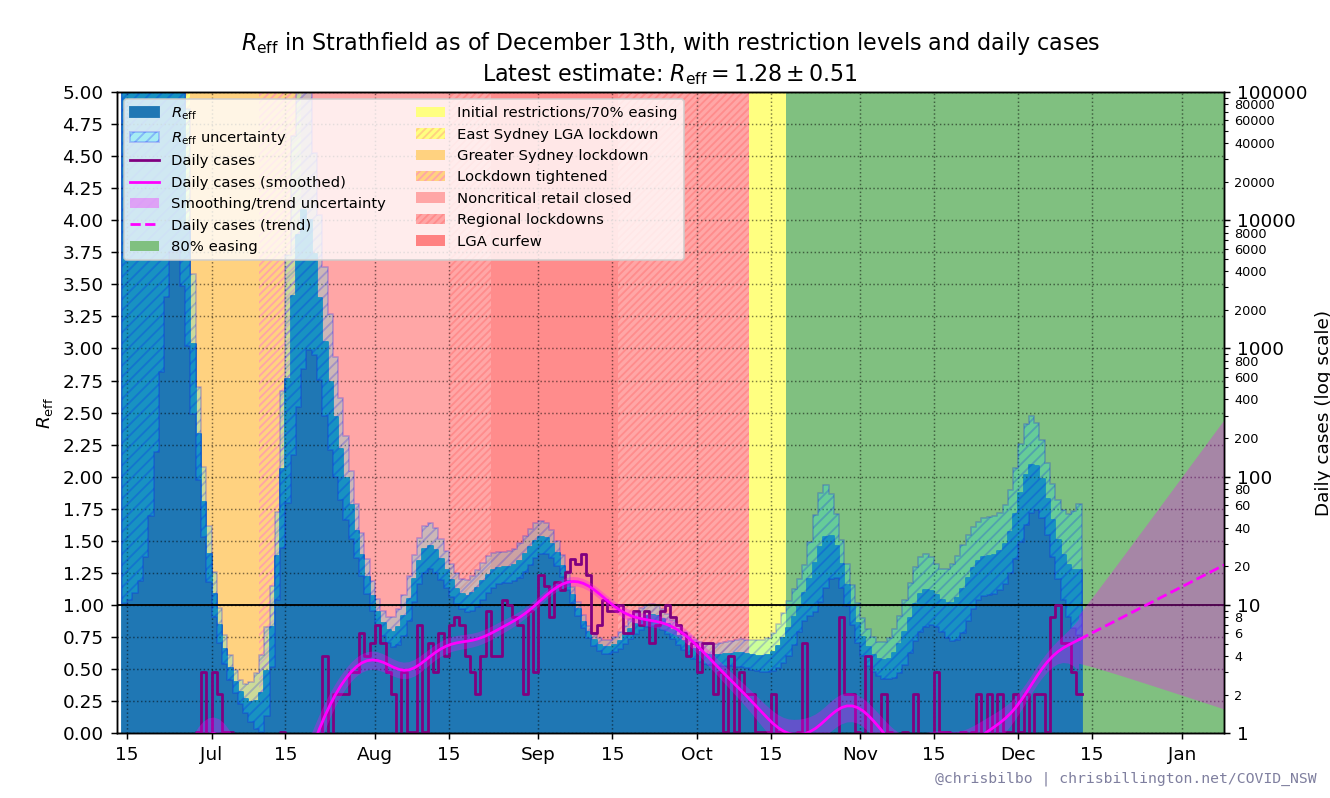 Reff in Strathfield as of December 13th, with restriction levels and daily cases
Latest estimate: Reff = 1.28 ± 0.51
Reff
Reff uncertainty
Daily cases
Daily cases (smoothed)
Smoothing/trend uncertainty
Daily cases (trend)
80% easing
Initial restrictions/70% easing
East Sydney LGA lockdown
Greater Sydney lockdown
Lockdown tightened
Noncritical retail closed
Regional lockdowns
LGA curfew
Reff
5.00
4.75
4.50
4.25
4.00
3.75
3.50
3.25
3.00
2.75
2.50
2.25
2.00
1.75
1.50
1.25
1.00
0.75
0.50
0.25
0.00
15 Jul 15 Aug 15 Sep 15 Oct 15 Nov 15 Dec 15 Jan
100000
80000
60000
40000
20000
10000
8000
6000
4000
2000
1000
800
600
400
200
100
80
60
40
20
10
8
6
4
2
1
Daily cases (log scale)
@chrisbilbo | chrisbillington.net/COVID_NSW